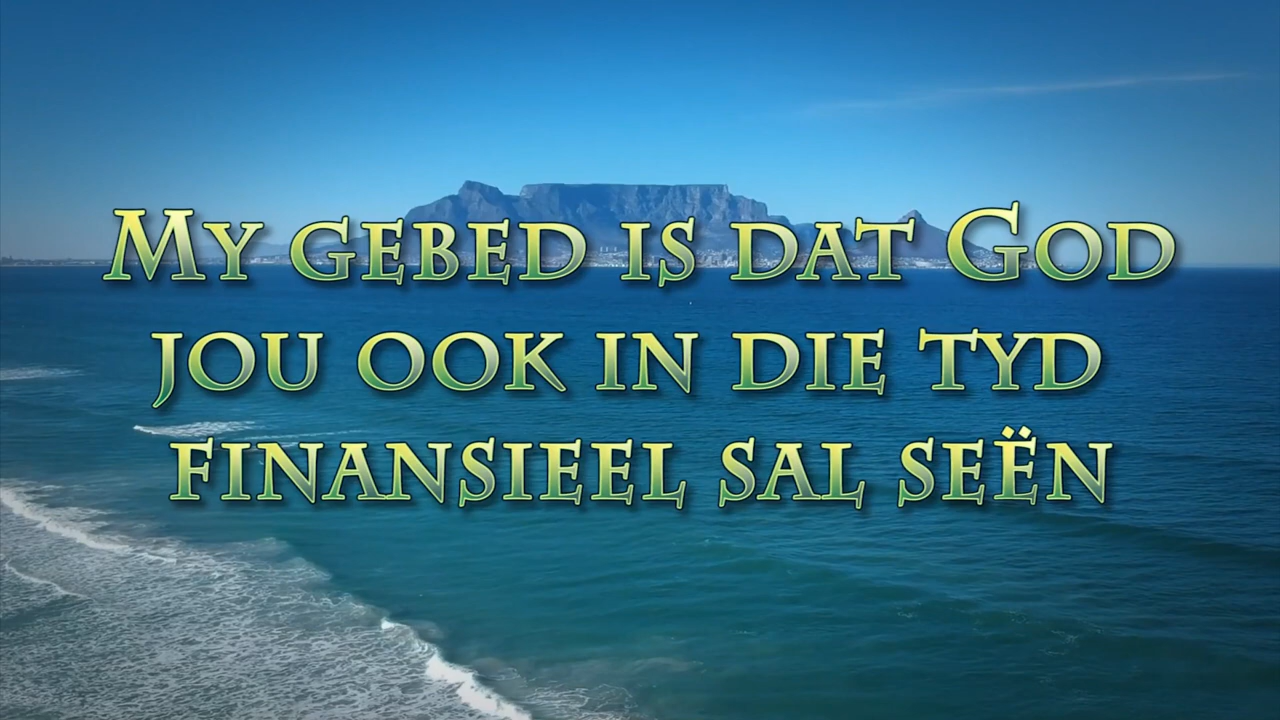 My gebed is dat God
jou ook in die tyd
finansieel sal seën